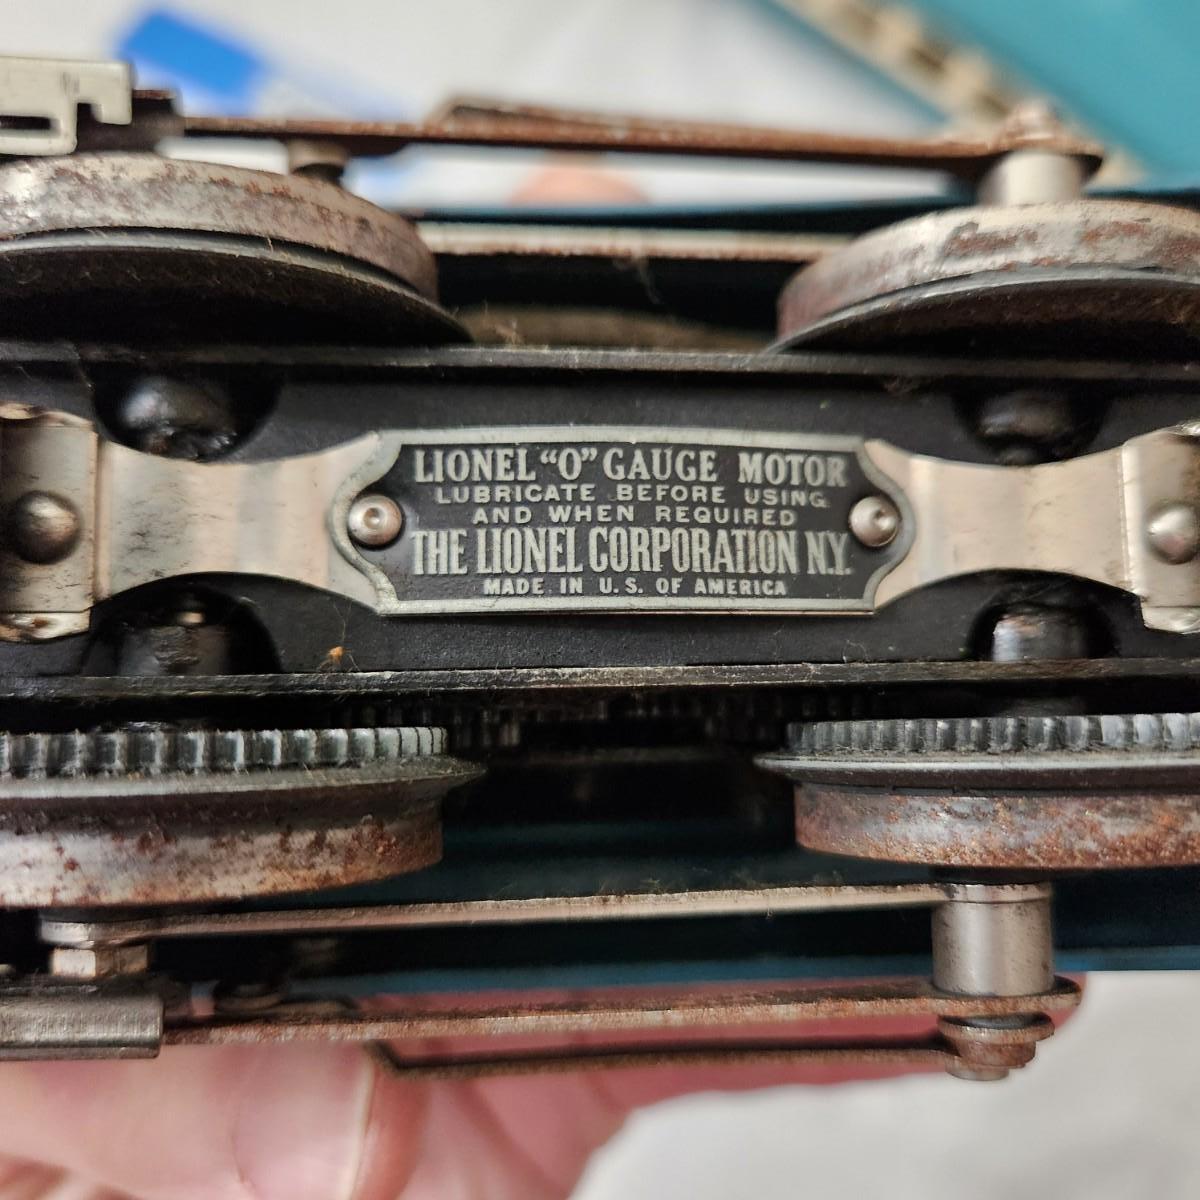 LIONEL "O" GAUGE MOTOR
LUBRICATE BEFORE USING
AND WHEN REQUIRED
THE LIONEL CORPORATION N.Y.
MADE IN U.S. OF AMERICA